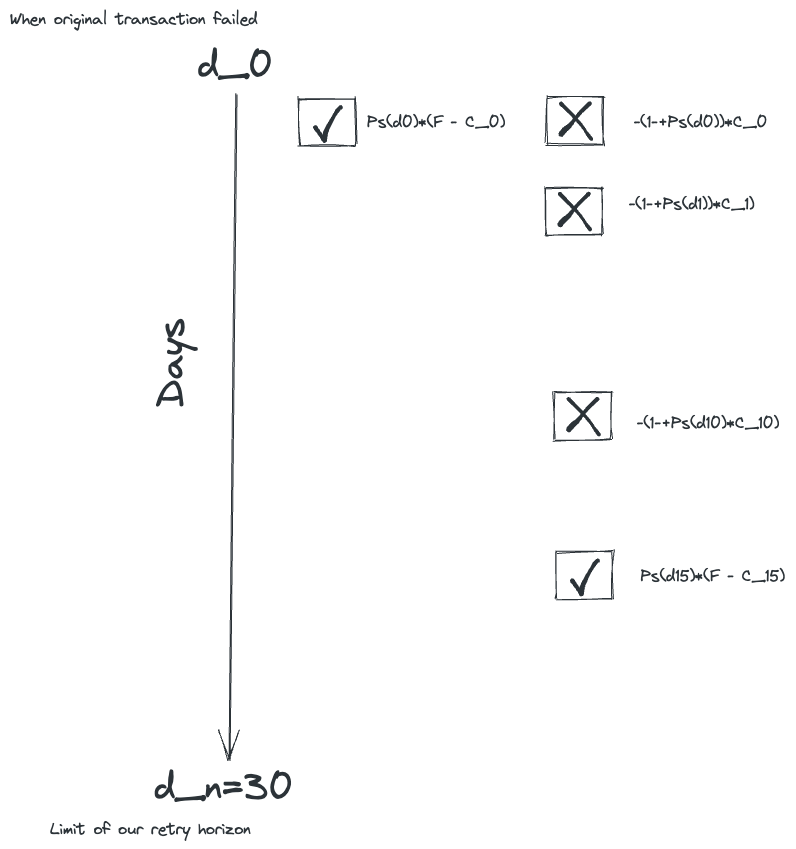 When original transaction failed
d_0
Ps(d0)*(F - C_0)
-(1-+Ps(d0))*C_0
-(1-+Ps(d1))*C_1)
Days
-(1-+Ps(d10)*C_10)
Ps(d15)*(F - C_15)
d_n=30
Limit of our retry horizon